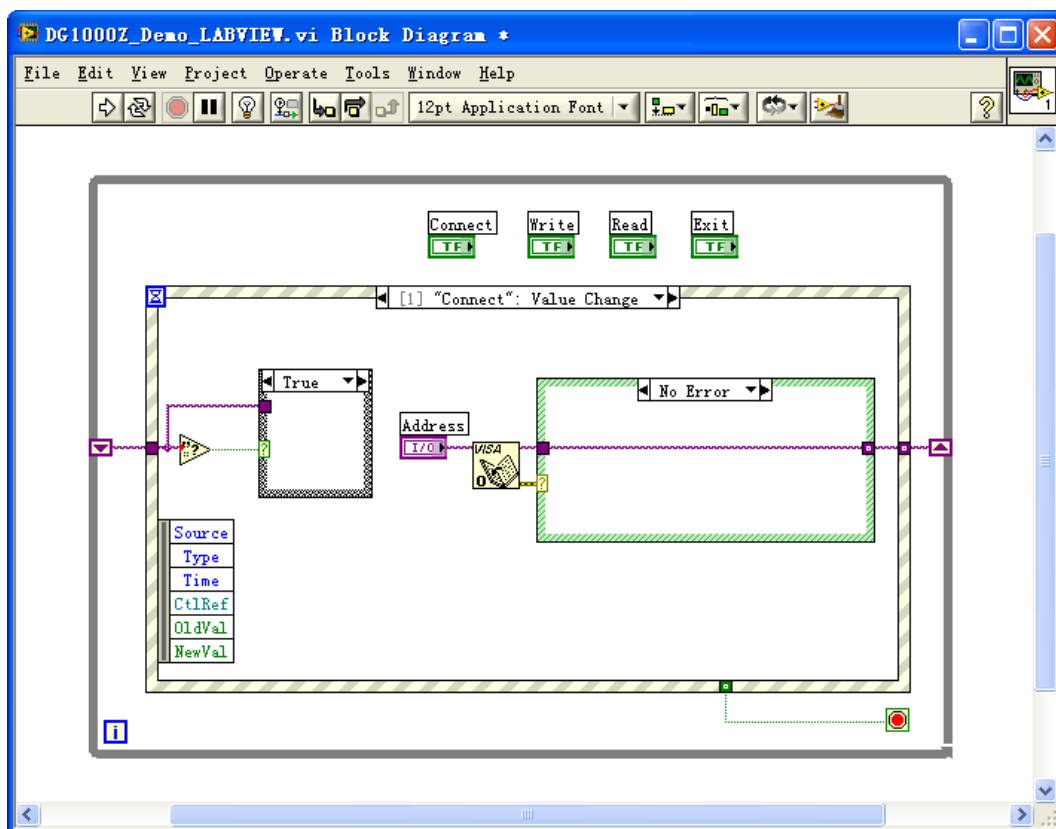 DG1000Z_Demo_LABVIEW.vi Block Diagram *
File Edit View Project Operate Tools Window Help
12pt Application Font
?
1
Connect Write Read Exit
TF TF TF TF
[1] "Connect": Value Change
True
No Error
Address
I/O
VISA
"?
?
O
?
Source
Type
Time
CtlRef
OldVal
NewVal
i